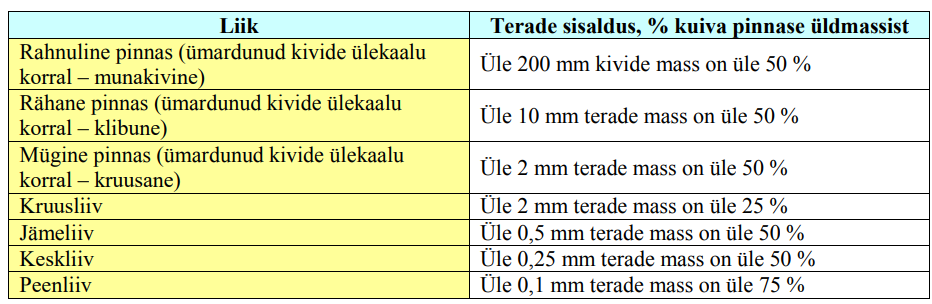 Liik
Terade sisaldus, % kuiva pinnase üldmassist
Rahnuline pinnas (ümardunud kivide ülekaalu
korral – munakivine)
Üle 200 mm kivide mass on üle 50 %
Rähane pinnas (ümardunud kivide ülekaalu
korral – klibune)
Üle 10 mm terade mass on üle 50 %
Mügine pinnas (ümardunud kivide ülekaalu
korral – kruusane)
Üle 2 mm terade mass on üle 50 %
Kruusliiv
Üle 2 mm terade mass on üle 25 %
Jämeliiv
Üle 0,5 mm terade mass on üle 50 %
Keskliiv
Üle 0,25 mm terade mass on üle 50 %
Peenliiv
Üle 0,1 mm terade mass on üle 75 %